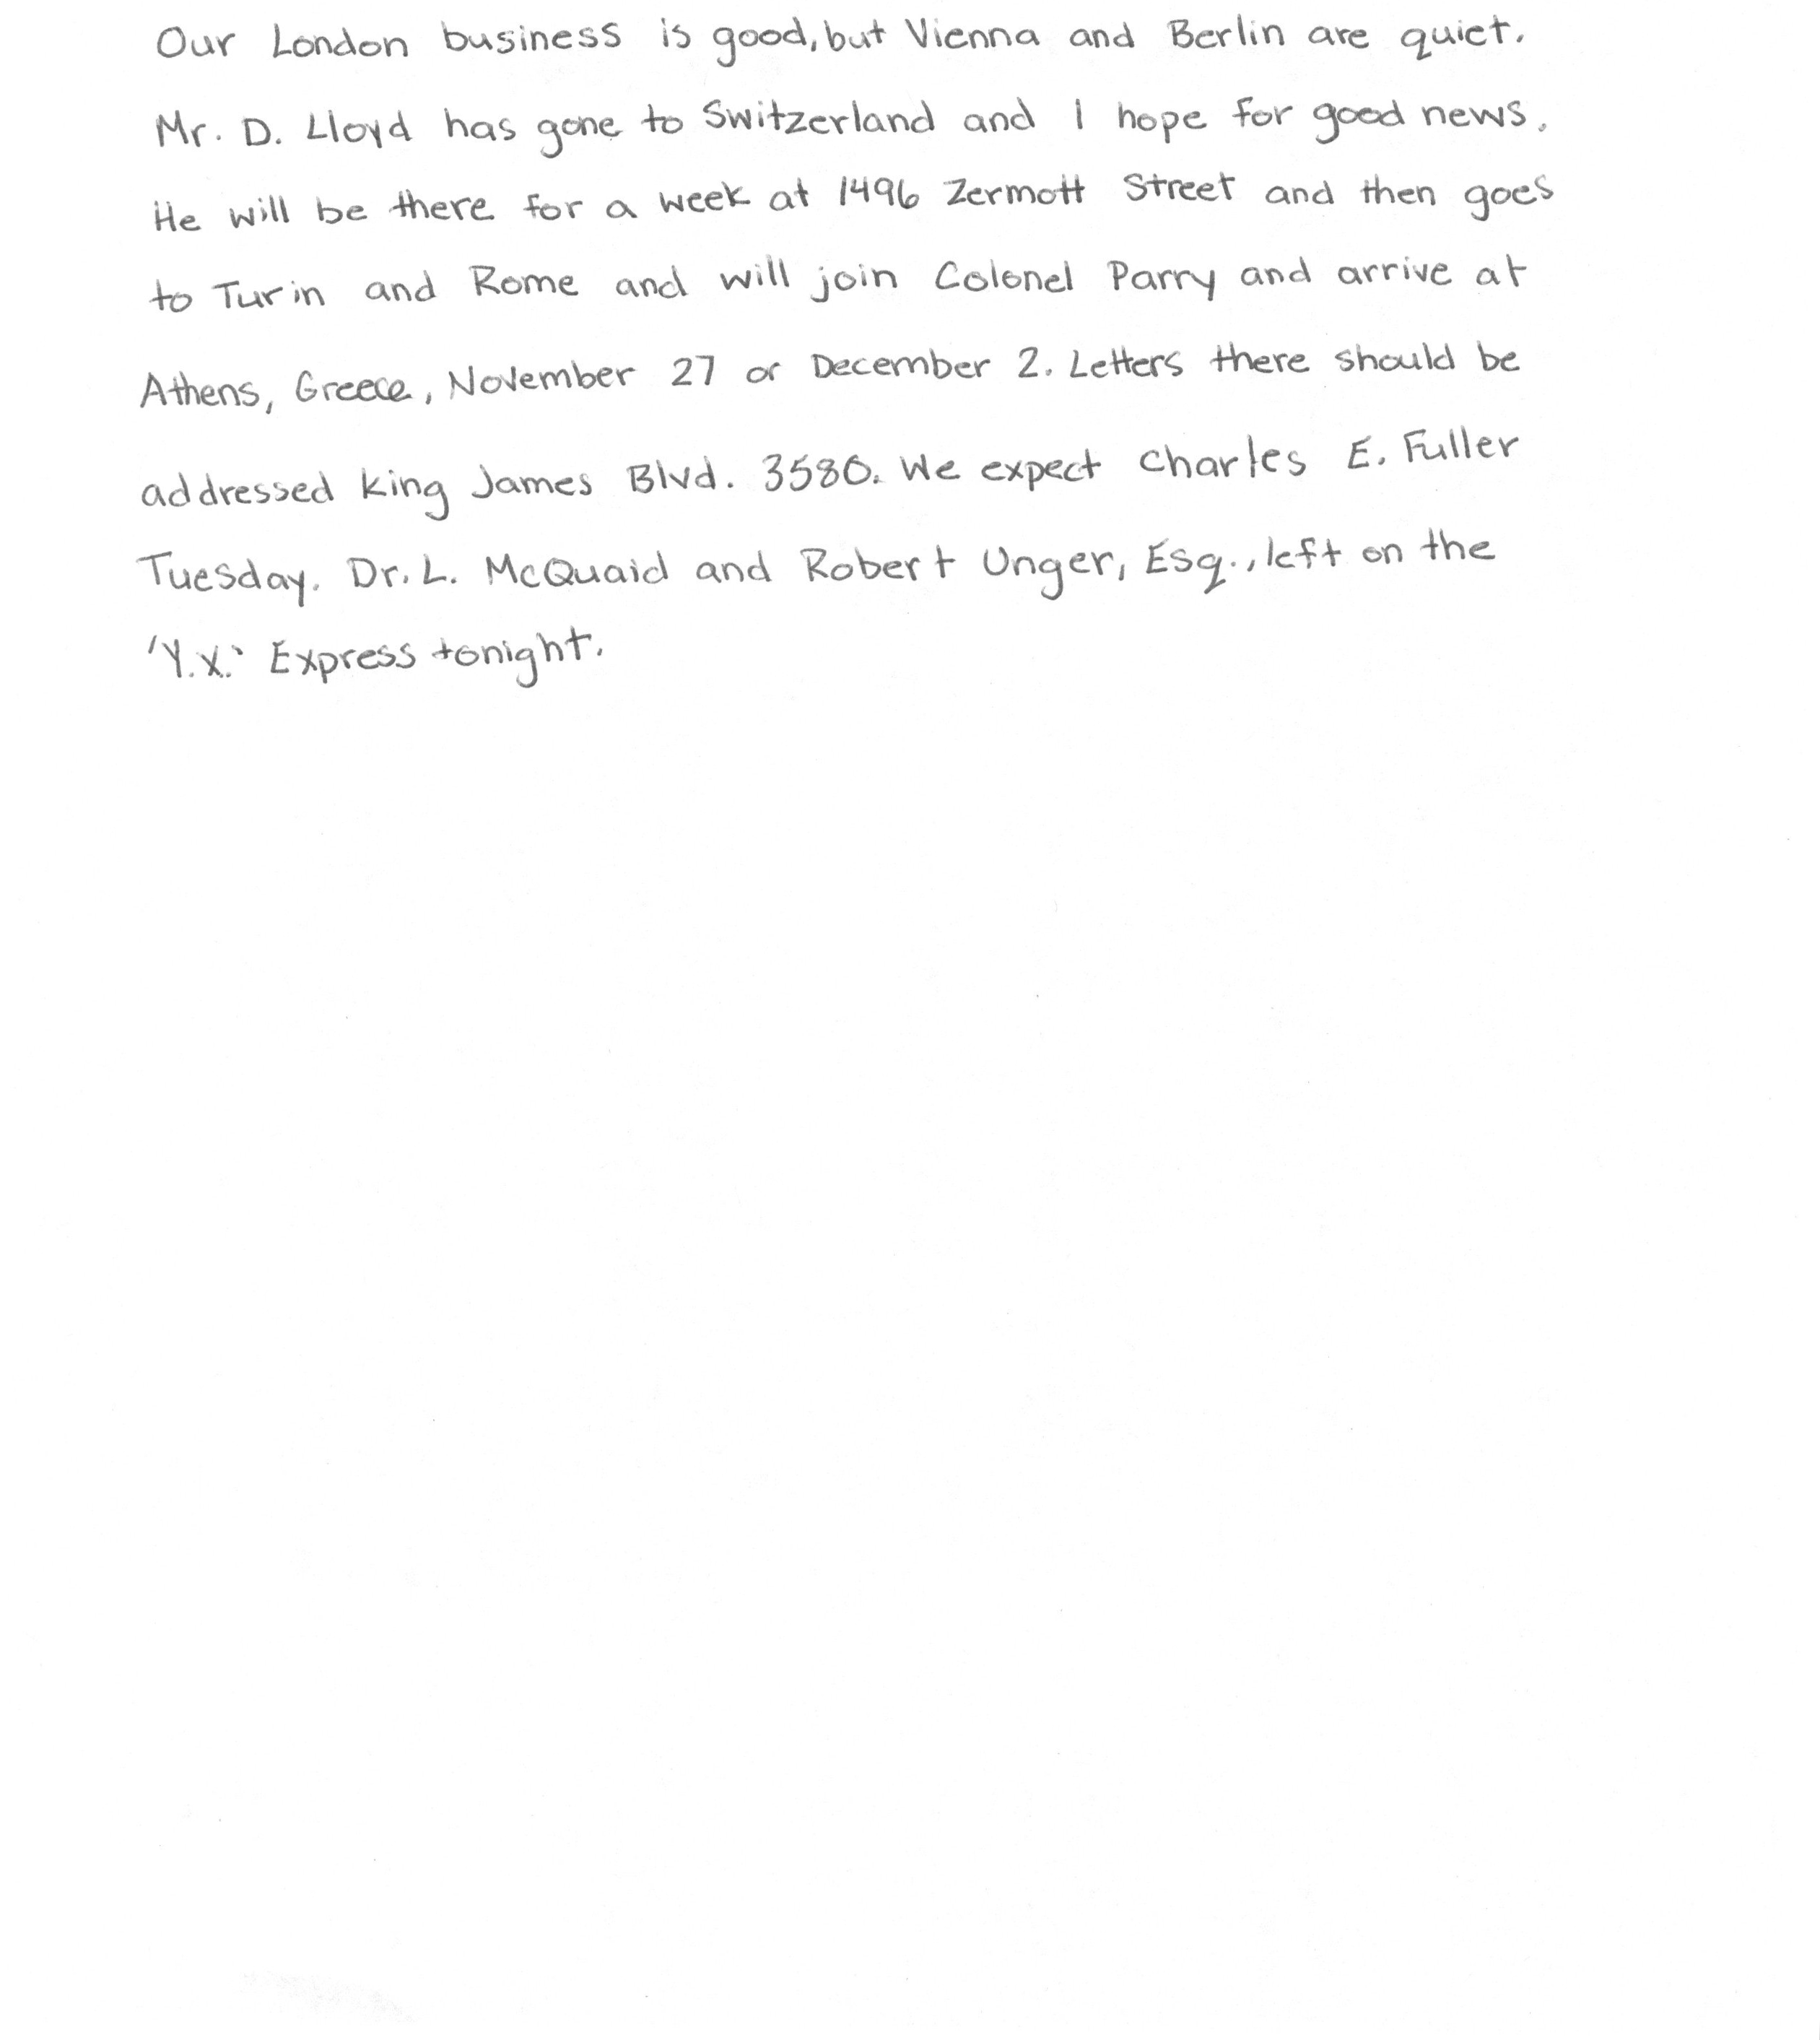 Our London business is good, but Vienna and Berlin are quiet.
Mr. D. Lloyd has gone to Switzerland and I hope for good news.
He will be there for a week at 1496 Zermott Street and then goes
to Turin and Rome and will join Colonel Parry and arrive at
Athens, Greece, November 27 or December 2. Letters there should be
addressed King James Blvd. 3580. We expect Charles E. Fuller
Tuesday. Dr. L. McQuaid and Robert Unger, Esq., left on the
'Y.X.' Express tonight.